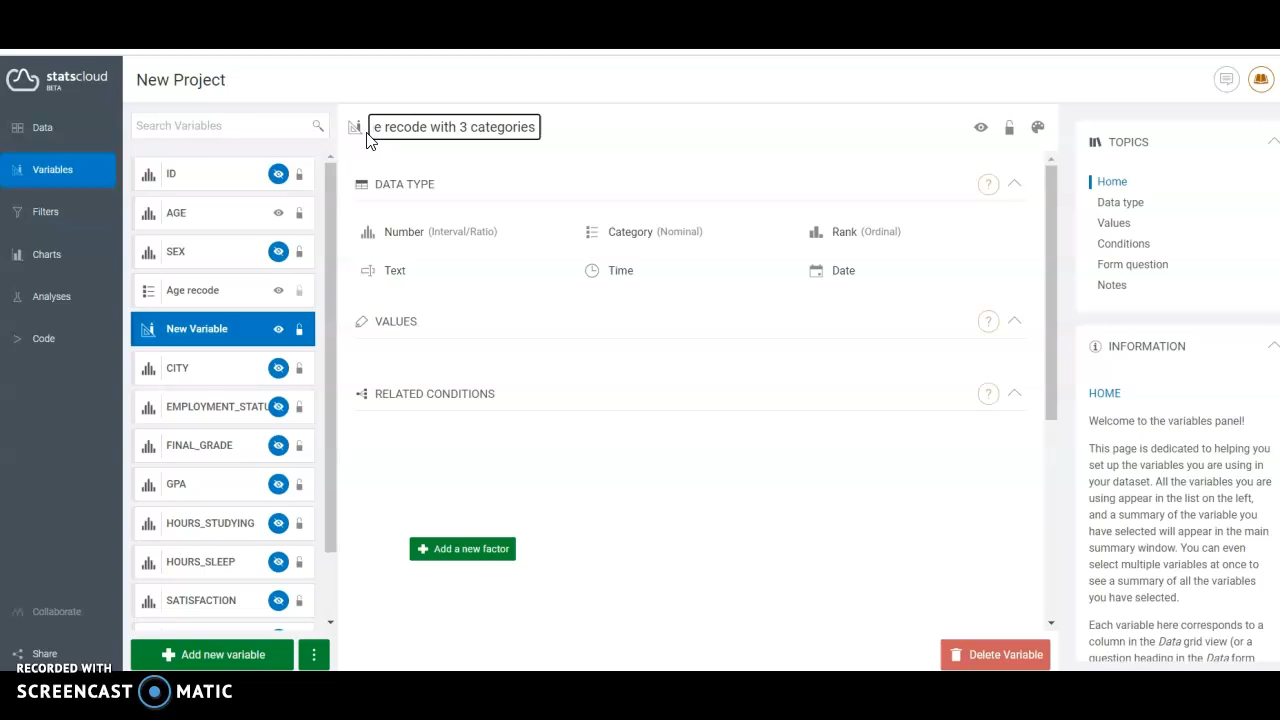 statscloud
BETA
New Project
Data
Variables
Filters
Charts
Analyses
Code
Collaborate
Share
Search Variables
ID
AGE
SEX
Age recode
New Variable
CITY
EMPLOYMENT_STATU
FINAL_GRADE
GPA
HOURS_STUDYING
HOURS_SLEEP
SATISFACTION
Add new variable
e recode with 3 categories
DATA TYPE
?
Number (Interval/Ratio)
Category (Nominal)
Rank (Ordinal)
Text
Time
Date
VALUES
?
RELATED CONDITIONS
?
Add a new factor
Delete Variable
TOPICS
Home
Data type
Values
Conditions
Form question
Notes
INFORMATION
HOME
Welcome to the variables panel!
This page is dedicated to helping you
set up the variables you are using in
your dataset. All the variables you are
using appear in the list on the left,
and a summary of the variable you
have selected will appear in the main
summary window. You can even
select multiple variables at once to
see a summary of all the variables
you have selected.
Each variable here corresponds to a
column in the Data grid view (or a
question heading in the Data form
RECORDED WITH
SCREENCAST MATIC